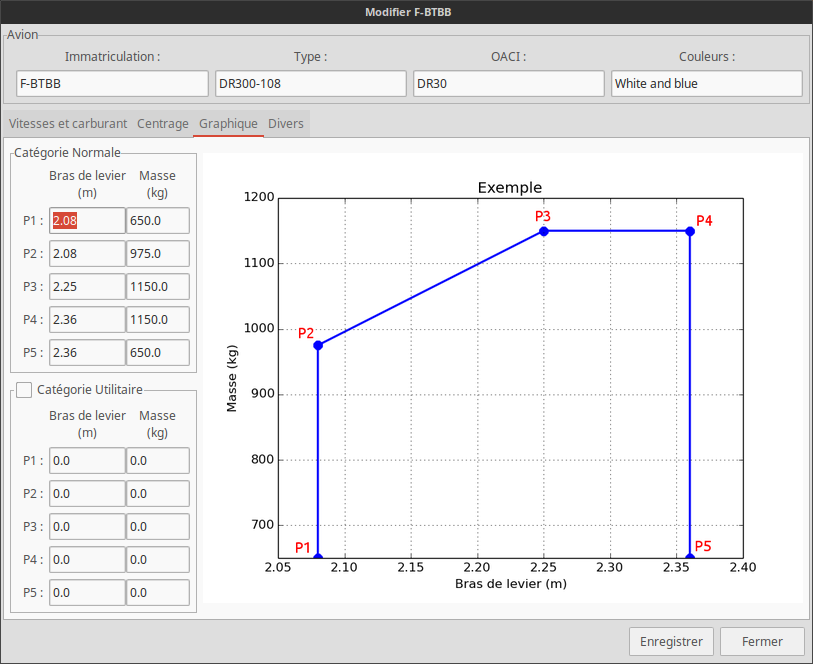 Modifier F-BTBB
Avion
Immatriculation : Type : OACI : Couleurs :
F-BTBB DR300-108 DR30 White and blue
Vitesses et carburant Centrage Graphique Divers
Catégorie Normale
Bras de levier Masse
(m) (kg)
P1 : 2.08 650.0
P2 : 2.08 975.0
P3 : 2.25 1150.0
P4 : 2.36 1150.0
P5 : 2.36 650.0
Catégorie Utilitaire
Bras de levier Masse
(m) (kg)
P1 : 0.0 0.0
P2 : 0.0 0.0
P3 : 0.0 0.0
P4 : 0.0 0.0
P5 : 0.0 0.0
Exemple
1200
1100
1000
900
800
700
Masse (kg)
P1
P2
P3
P4
P5
2.05 2.10 2.15 2.20 2.25 2.30 2.35 2.40
Bras de levier (m)
Enregistrer Fermer